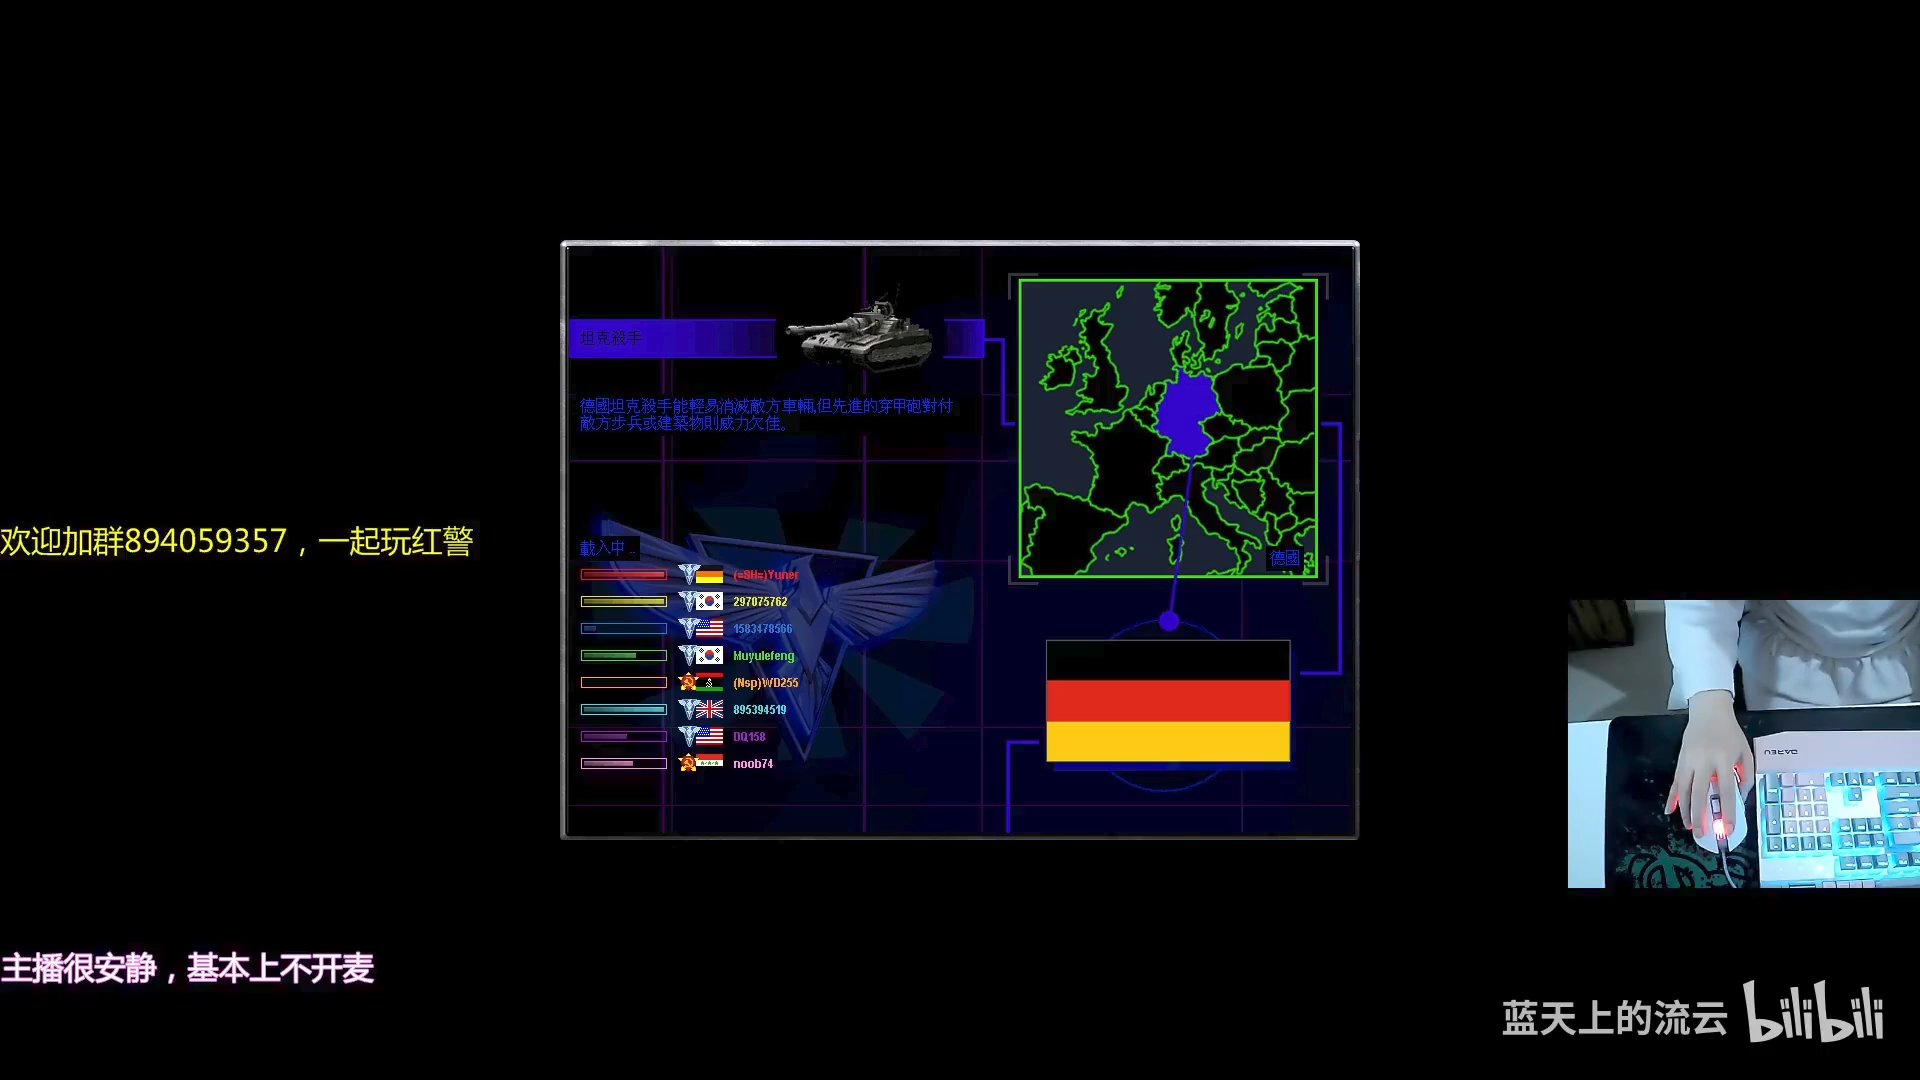 坦克殺手
德國坦克殺手能輕易消滅敵方車輛,但先進的穿甲砲對付
敵方步兵或建築物則威力欠佳。
德國
欢迎加群894059357，一起玩红警
載入中..
(=SH=)Yuner
297075762
1583478566
Muyulefeng
(Nsp)WD255
895394519
DQ158
noob74
DAREU
主播很安静，基本上不开麦
蓝天上的流云 bilibili